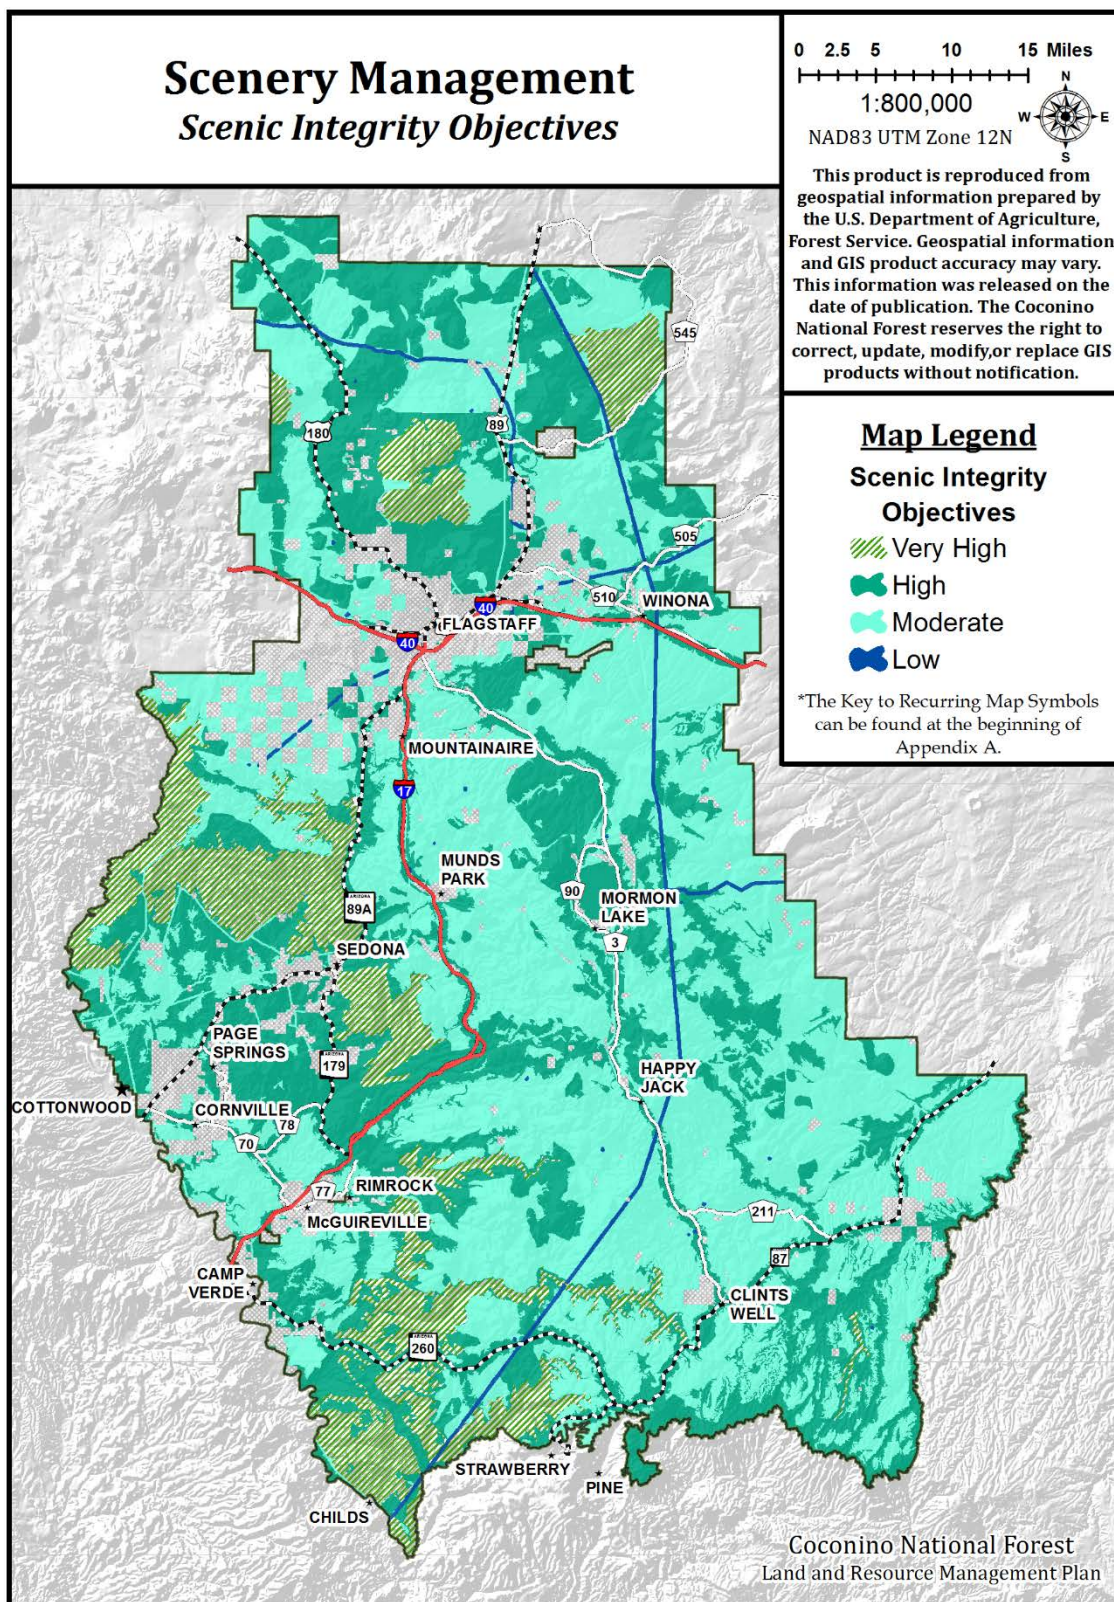 Scenery Management
Scenic Integrity Objectives
0 2.5 5 10 15 Miles
1:800,000
NAD83 UTM Zone 12N
N
W E
S
This product is reproduced from
geospatial information prepared by
the U.S. Department of Agriculture,
Forest Service. Geospatial information
and GIS product accuracy may vary.
This information was released on the
date of publication. The Coconino
National Forest reserves the right to
correct, update, modify,or replace GIS
products without notification.
Map Legend
Scenic Integrity
Objectives
Very High
High
Moderate
Low
*The Key to Recurring Map Symbols
can be found at the beginning of
Appendix A.
545
180
89
505
510
WINONA
40
FLAGSTAFF
40
MOUNTAINAIRE
17
MUNDS
PARK
90
MORMON
LAKE
3
ARIZONA
89A
SEDONA
PAGE
SPRINGS
ARIZONA
179
HAPPY
JACK
COTTONWOOD
CORNVILLE
78
70
77
RIMROCK
McGUIREVILLE
211
87
CAMP
VERDE
CLINTS
WELL
ARIZONA
260
STRAWBERRY
PINE
CHILDS
Coconino National Forest
Land and Resource Management Plan